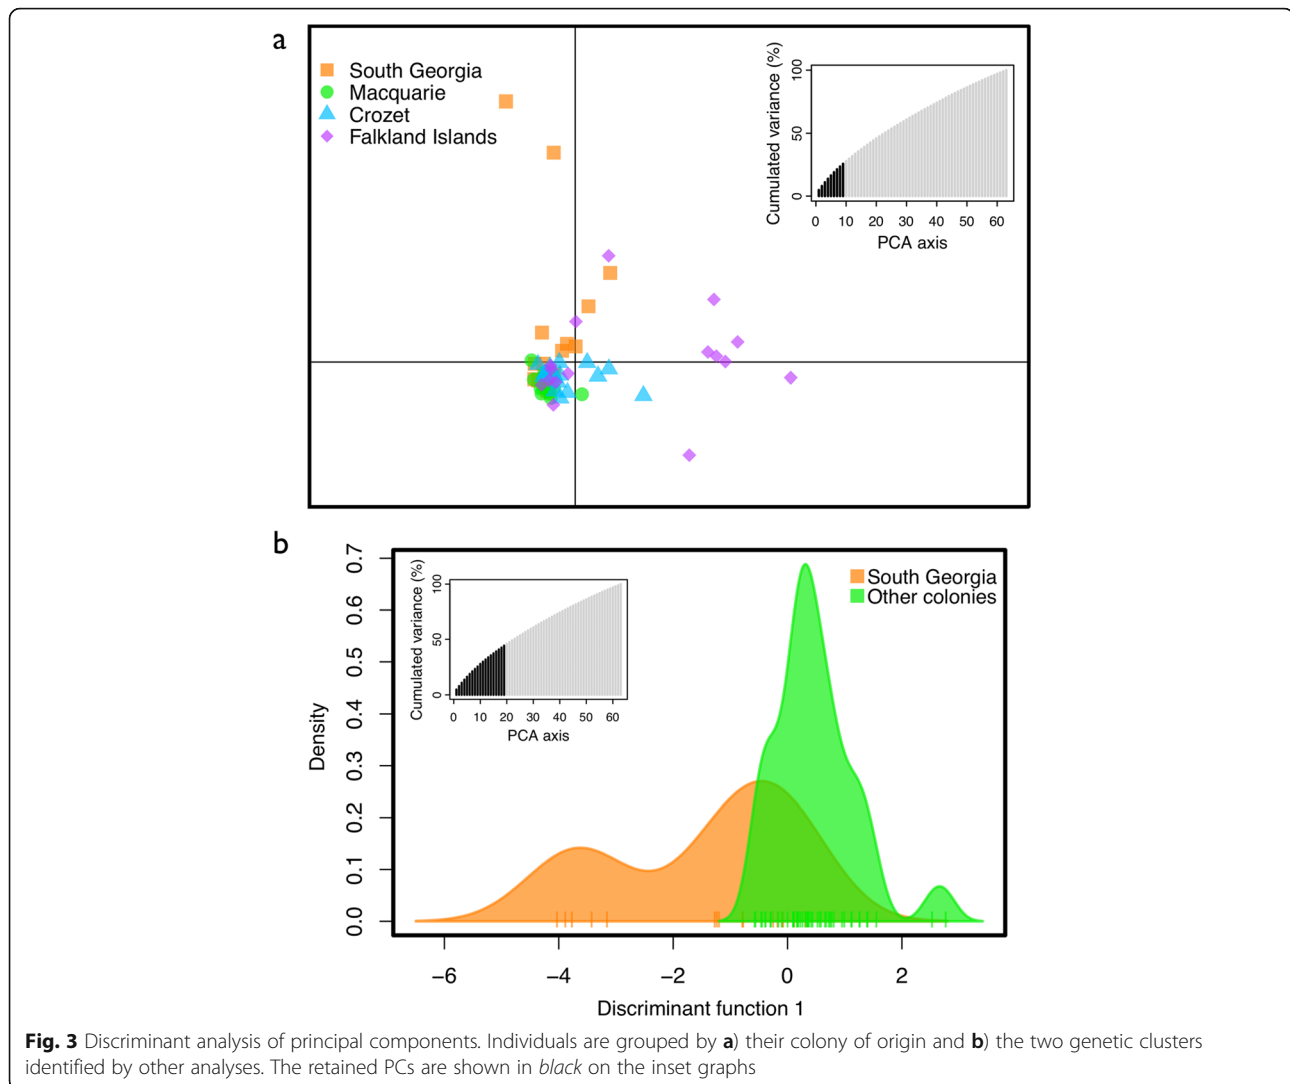 a
South Georgia
Macquarie
Crozet
Falkland Islands
Cumulated variance (%)
100
50
0
0 10 20 30 40 50 60
PCA axis
b
Density
0.7
0.6
0.5
0.4
0.3
0.2
0.1
0.0
Cumulated variance (%)
100
50
0
0 10 20 30 40 50 60
PCA axis
South Georgia
Other colonies
−6 −4 −2 0 2
Discriminant function 1
Fig. 3 Discriminant analysis of principal components. Individuals are grouped by a) their colony of origin and b) the two genetic clusters
identified by other analyses. The retained PCs are shown in black on the inset graphs